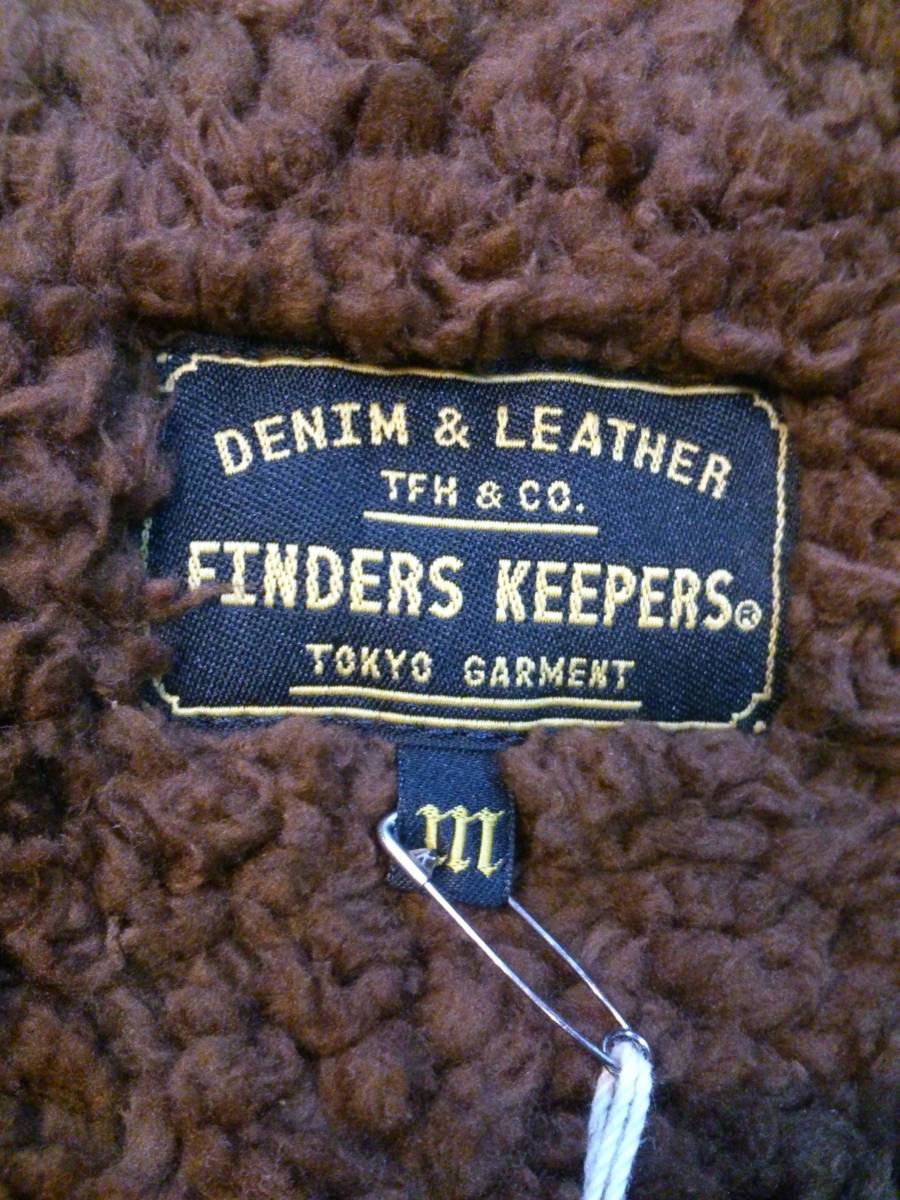 DENIM & LEATHER
TFH & CO.
FINDERS KEEPERS®
TOKYO GARMENT
m